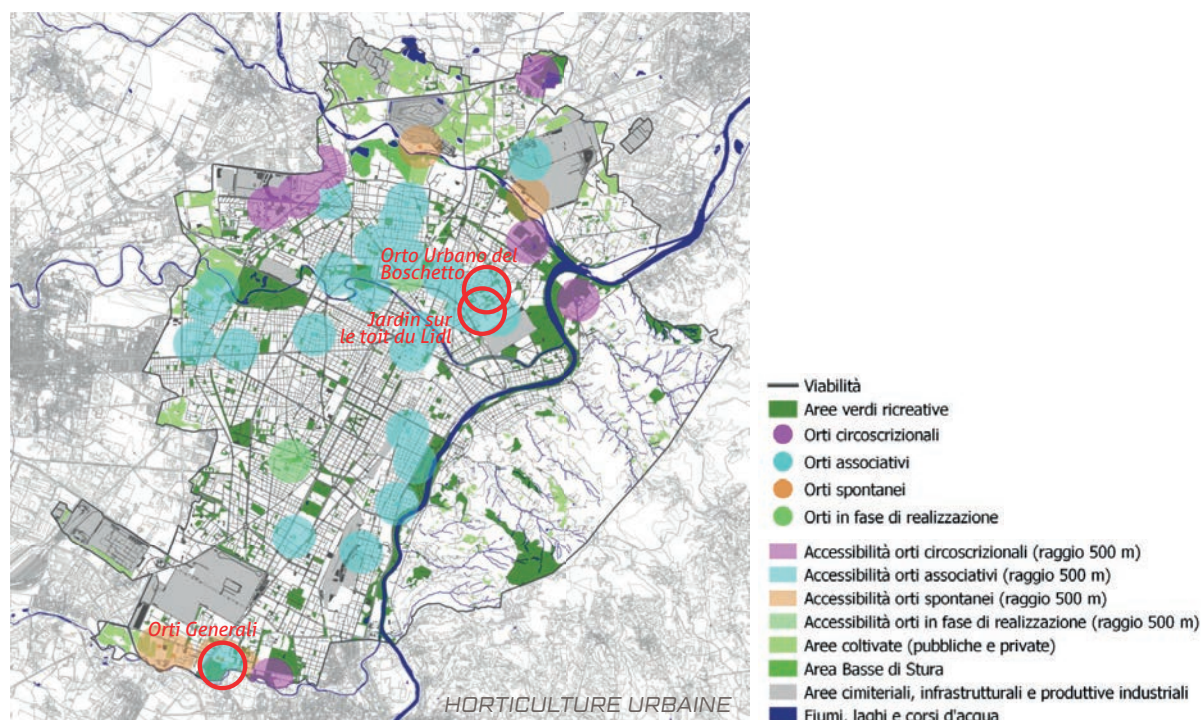 Orto Urbano del
Boschetto
Jardin sur
le toit du Lidl
Orti Generali
HORTICULTURE URBAINE
Viabilità
Aree verdi ricreative
Orti circoscrizionali
Orti associativi
Orti spontanei
Orti in fase di realizzazione
Accessibilità orti circoscrizionali (raggio 500 m)
Accessibilità orti associativi (raggio 500 m)
Accessibilità orti spontanei (raggio 500 m)
Accessibilità orti in fase di realizzazione (raggio 500 m)
Aree coltivate (pubbliche e private)
Area Basse di Stura
Aree cimiteriali, infrastrutturali e produttive industriali
Fiumi, laghi e corsi d'acqua